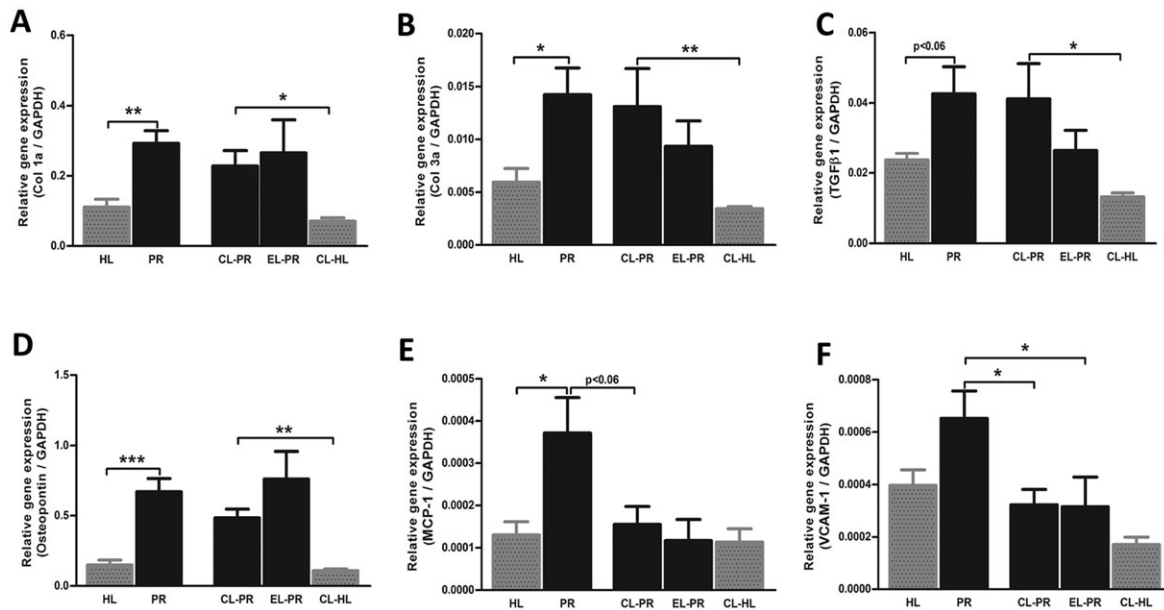 A
Relative gene expression
(Col 1a / GAPDH)
0.6
0.4
0.2
0.0
**
*
HL PR CL-PR EL-PR CL-HL
B
Relative gene expression
(Col 3a / GAPDH)
0.020
0.015
0.010
0.005
0.000
*
**
HL PR CL-PR EL-PR CL-HL
C
Relative gene expression
(TGFβ1 / GAPDH)
0.06
0.04
0.02
0.00
p<0.06
*
HL PR CL-PR EL-PR CL-HL
D
Relative gene expression
(Osteopontin / GAPDH)
1.5
1.0
0.5
0.0
***
**
HL PR CL-PR EL-PR CL-HL
E
Relative gene expression
(MCP-1 / GAPDH)
0.0005
0.0004
0.0003
0.0002
0.0001
0.0000
*
p<0.06
HL PR CL-PR EL-PR CL-HL
F
Relative gene expression
(VCAM-1 / GAPDH)
0.0008
0.0006
0.0004
0.0002
0.0000
*
*
HL PR CL-PR EL-PR CL-HL